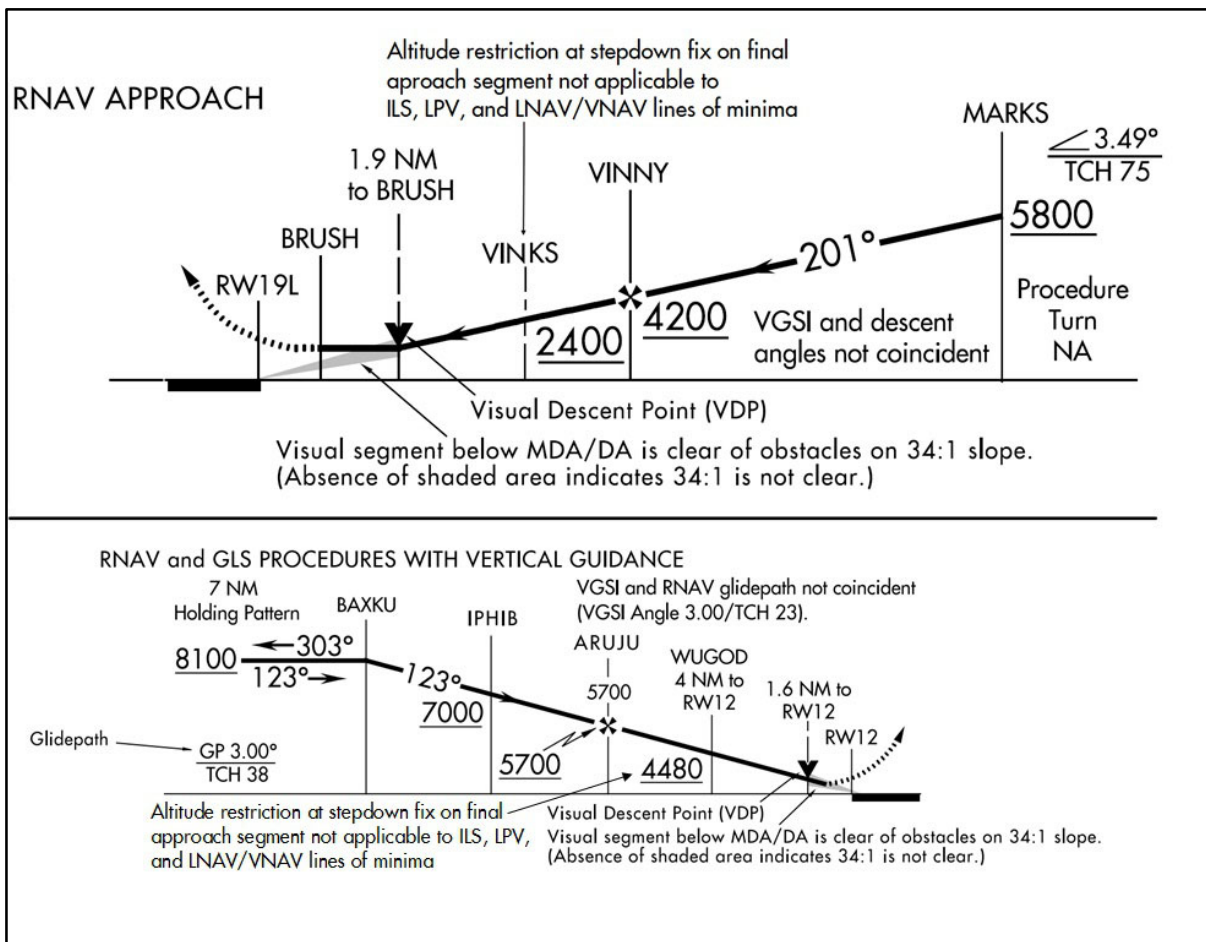 RNAV APPROACH
Altitude restriction at stepdown fix on final
aproach segment not applicable to
ILS, LPV, and LNAV/VNAV lines of minima
MARKS
3.49°
TCH 75
1.9 NM
to BRUSH
VINNY
5800
BRUSH
VINKS
201°
RW19L
Procedure
Turn
NA
2400
4200
VGSI and descent
angles not coincident
Visual Descent Point (VDP)
Visual segment below MDA/DA is clear of obstacles on 34:1 slope.
(Absence of shaded area indicates 34:1 is not clear.)
RNAV and GLS PROCEDURES WITH VERTICAL GUIDANCE
7 NM
Holding Pattern
BAXKU
IPHIB
VGSI and RNAV glidepath not coincident
(VGSI Angle 3.00/TCH 23).
ARUJU
5700
WUGOD
4 NM to
RW12
1.6 NM to
RW12
RW12
8100
303°
123°
123°
7000
5700
4480
Glidepath
GP 3.00°
TCH 38
Altitude restriction at stepdown fix on final
approach segment not applicable to ILS, LPV,
and LNAV/VNAV lines of minima
Visual Descent Point (VDP)
Visual segment below MDA/DA is clear of obstacles on 34:1 slope.
(Absence of shaded area indicates 34:1 is not clear.)